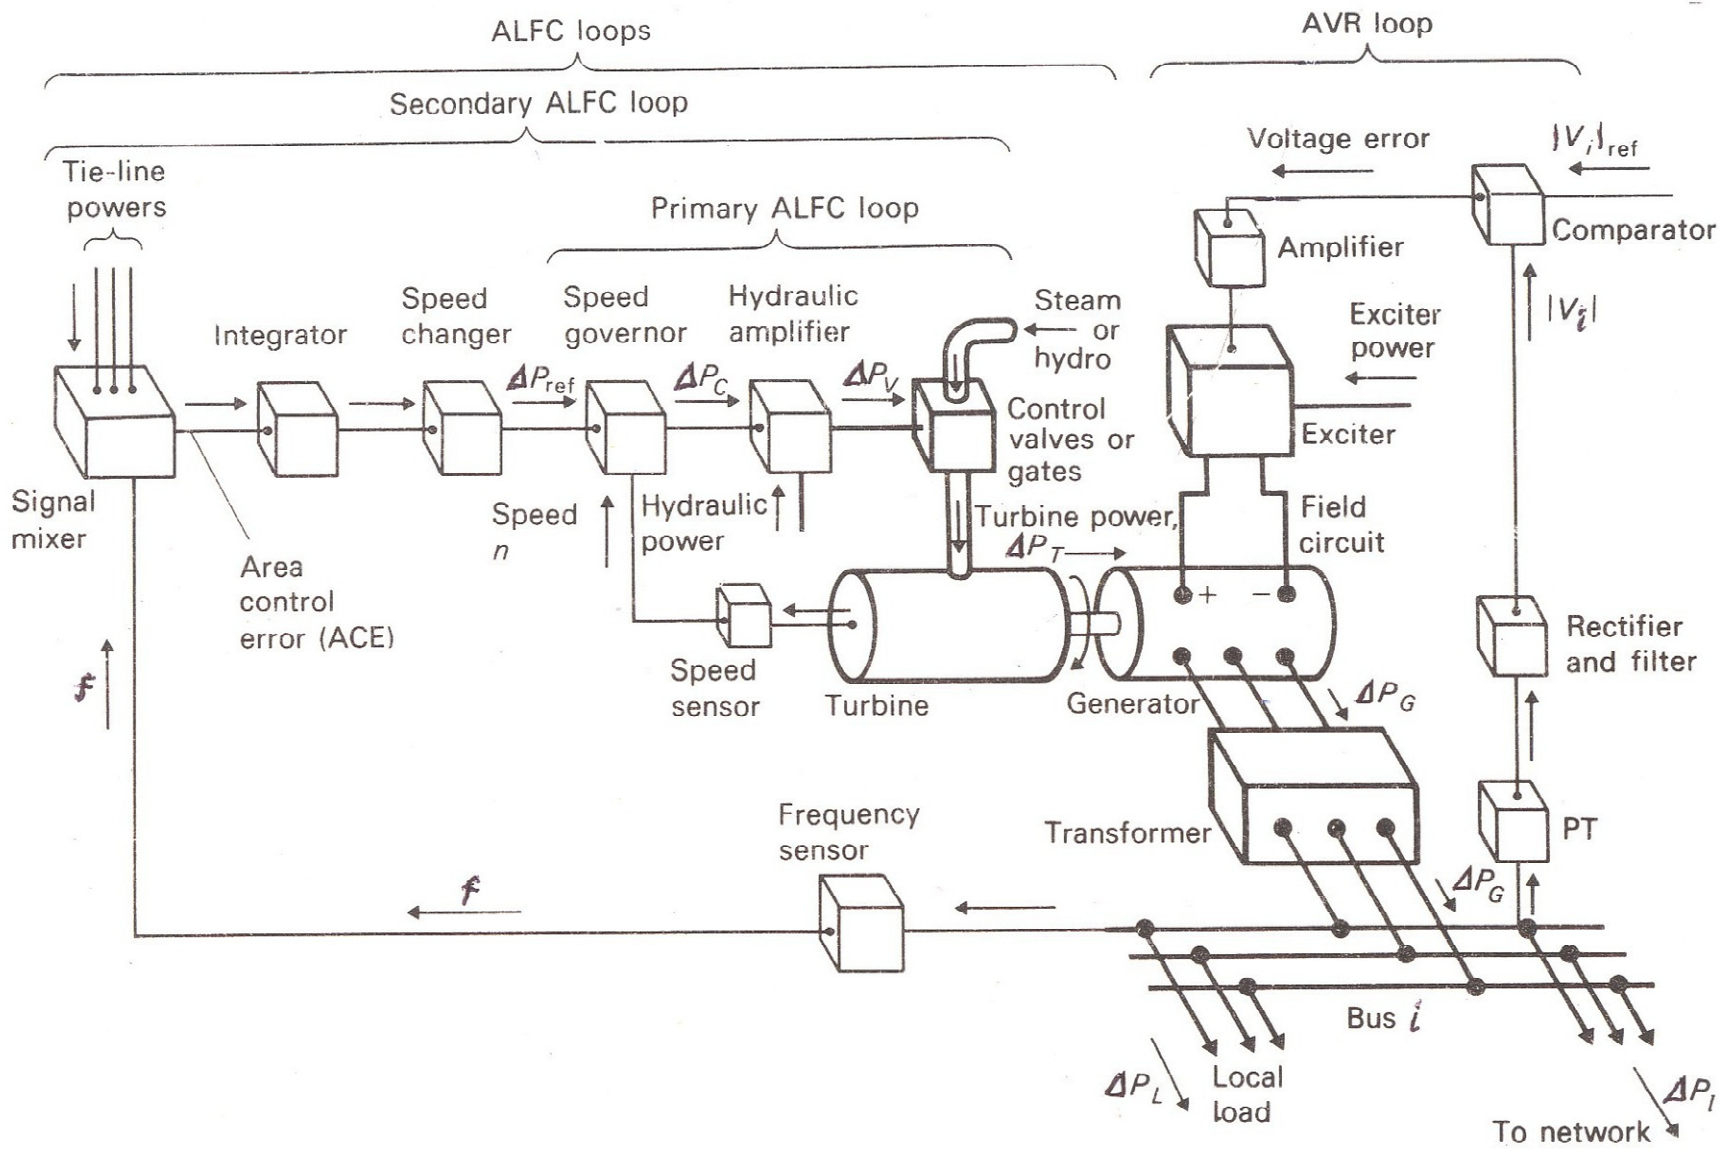 ALFC loops
AVR loop
Secondary ALFC loop
Voltage error
|V_i|_ref
Tie-line
powers
Primary ALFC loop
Comparator
Amplifier
Integrator
Speed
changer
Speed
governor
Hydraulic
amplifier
Steam
or
hydro
Exciter
power
|V_i|
ΔP_ref
ΔP_C
ΔP_V
Control
valves or
gates
Exciter
Signal
mixer
Speed
n
Hydraulic
power
Turbine power,
ΔP_T
Field
circuit
Area
control
error (ACE)
+ −
Rectifier
and filter
f
Speed
sensor
Turbine
Generator
ΔP_G
Frequency
sensor
Transformer
PT
ΔP_G
f
Bus i
ΔP_L
Local
load
ΔP_l
To network